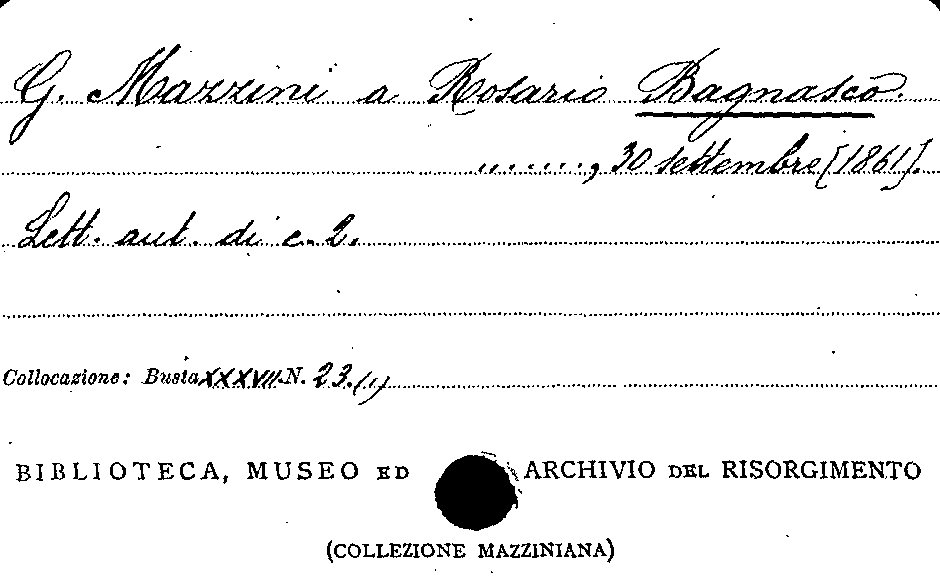 G. Mazzini a Rosario Bagnasco.
........, 30 settembre [1861].
Lett. aut. di c. 2.
Collocazione: Busta XXXVII N. 23.(1)
BIBLIOTECA, MUSEO ED ARCHIVIO DEL RISORGIMENTO
(COLLEZIONE MAZZINIANA)